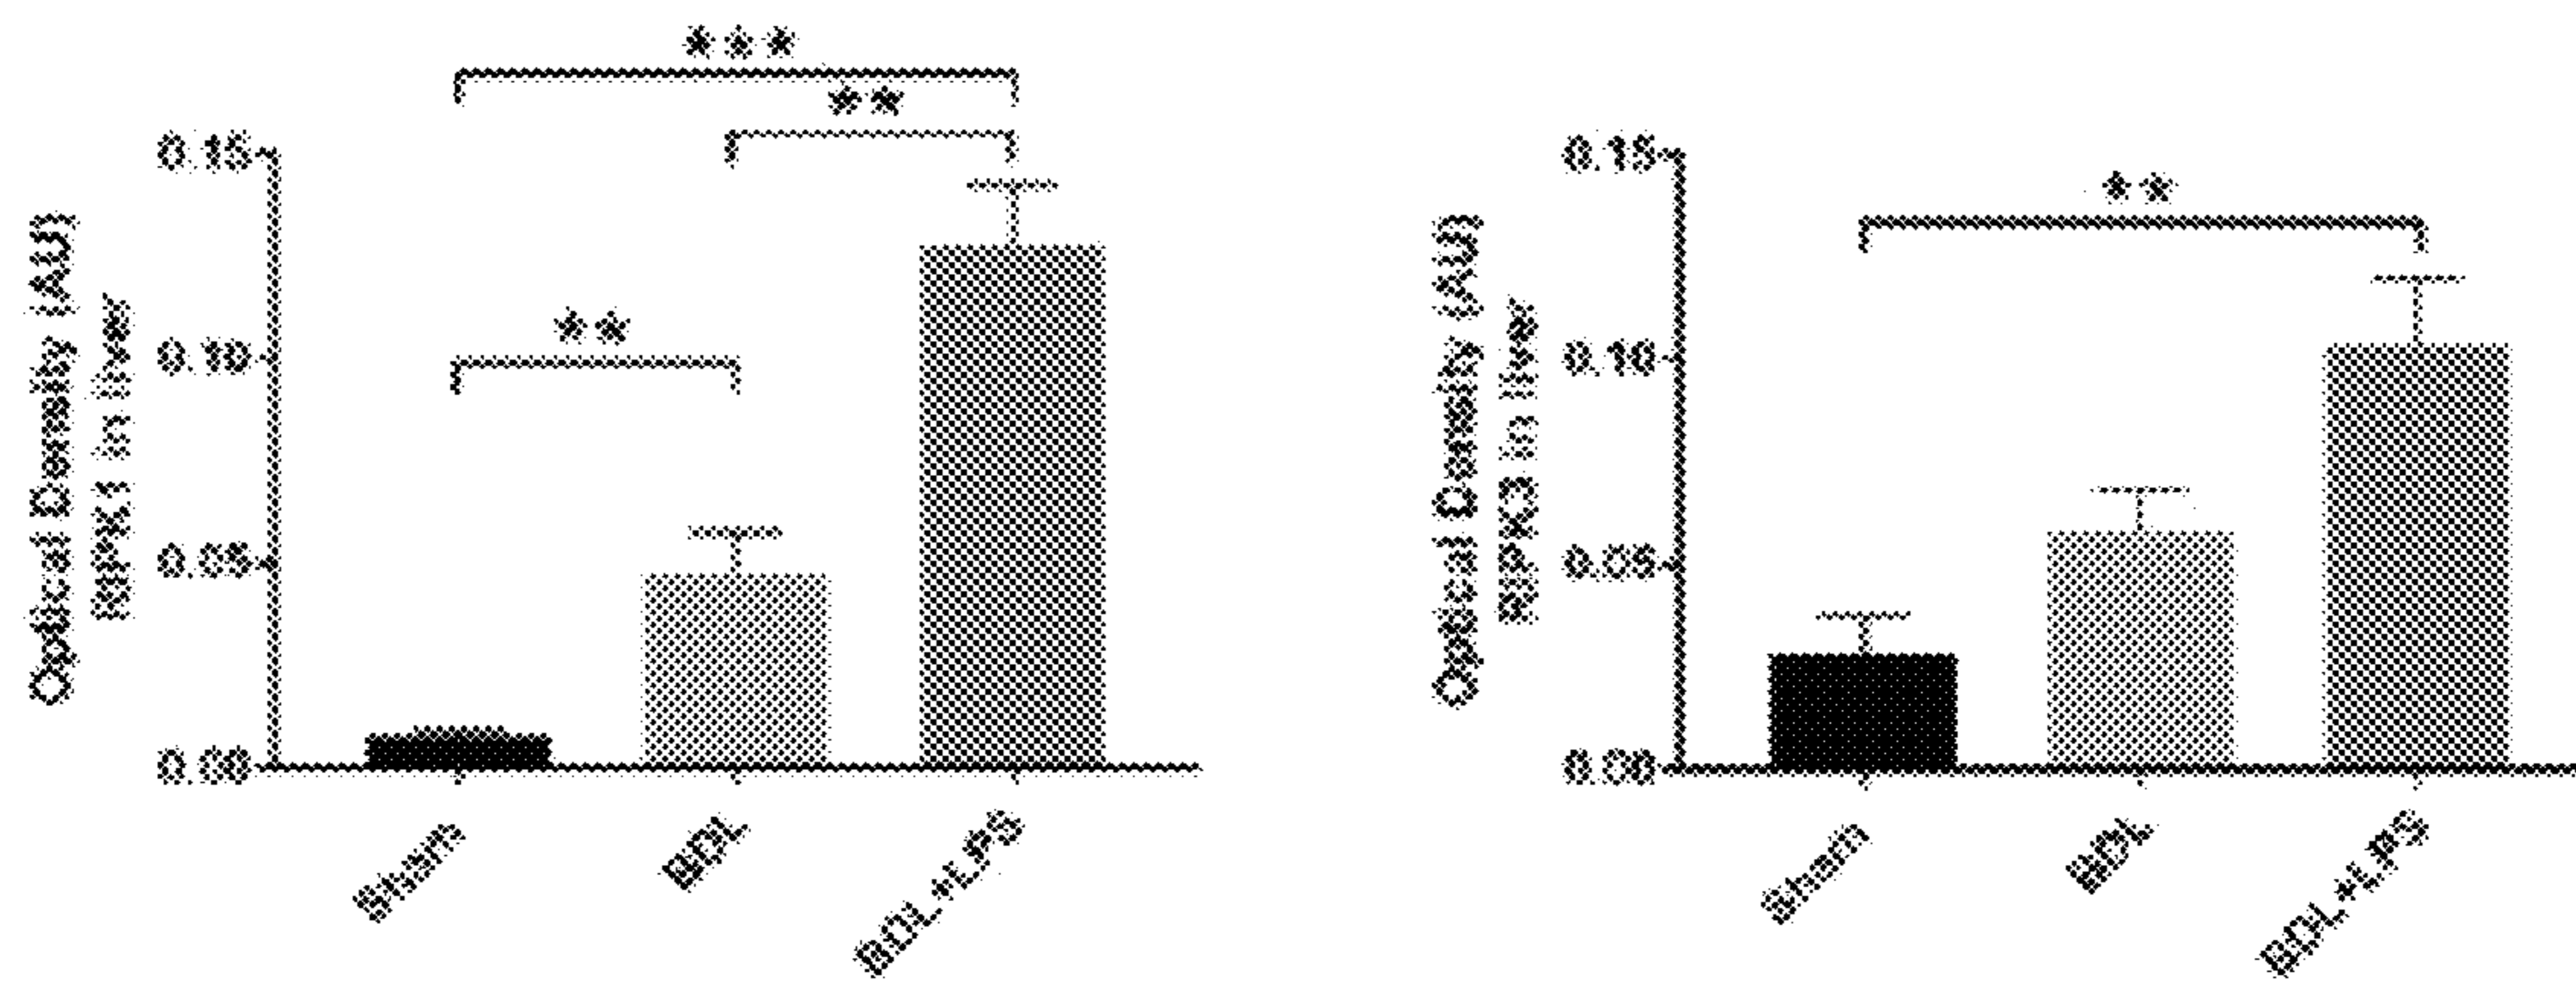 ***
**
**
0.15
0.10
0.05
0.00
Optical Density (AU)
RIPK1 in liver
Sham
BDL
BDL+LPS
**
0.15
0.10
0.05
0.00
Optical Density (AU)
RIPK3 in liver
Sham
BDL
BDL+LPS